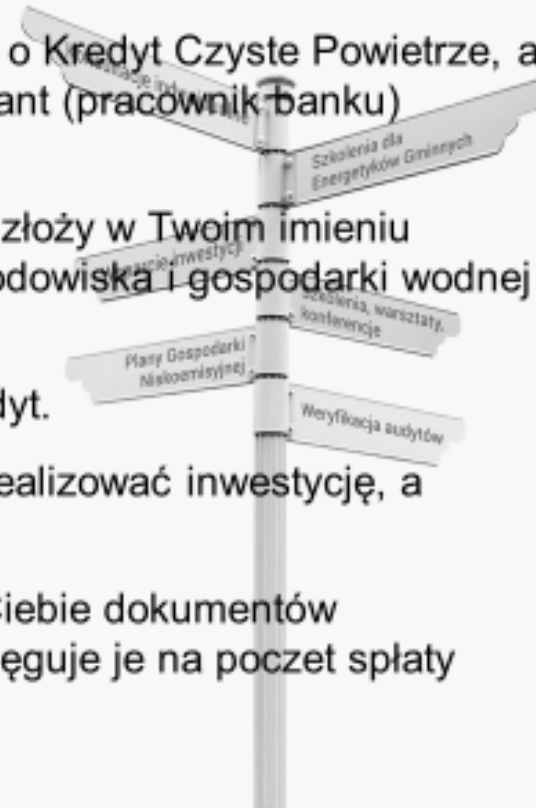 o Kredyt Czyste Powietrze, a
ant (pracownik banku)
Szkolenia dla
Energetyków Gminnych
złoży w Twoim imieniu
odowiska i gospodarki wodnej
inwestycji
Szkolenia, warsztaty,
konferencje
Plany Gospodarki
Niskoemisyjnej
dyt.
Weryfikacja audytów
ealizować inwestycję, a
Ciebie dokumentów
ęguje je na poczet spłaty